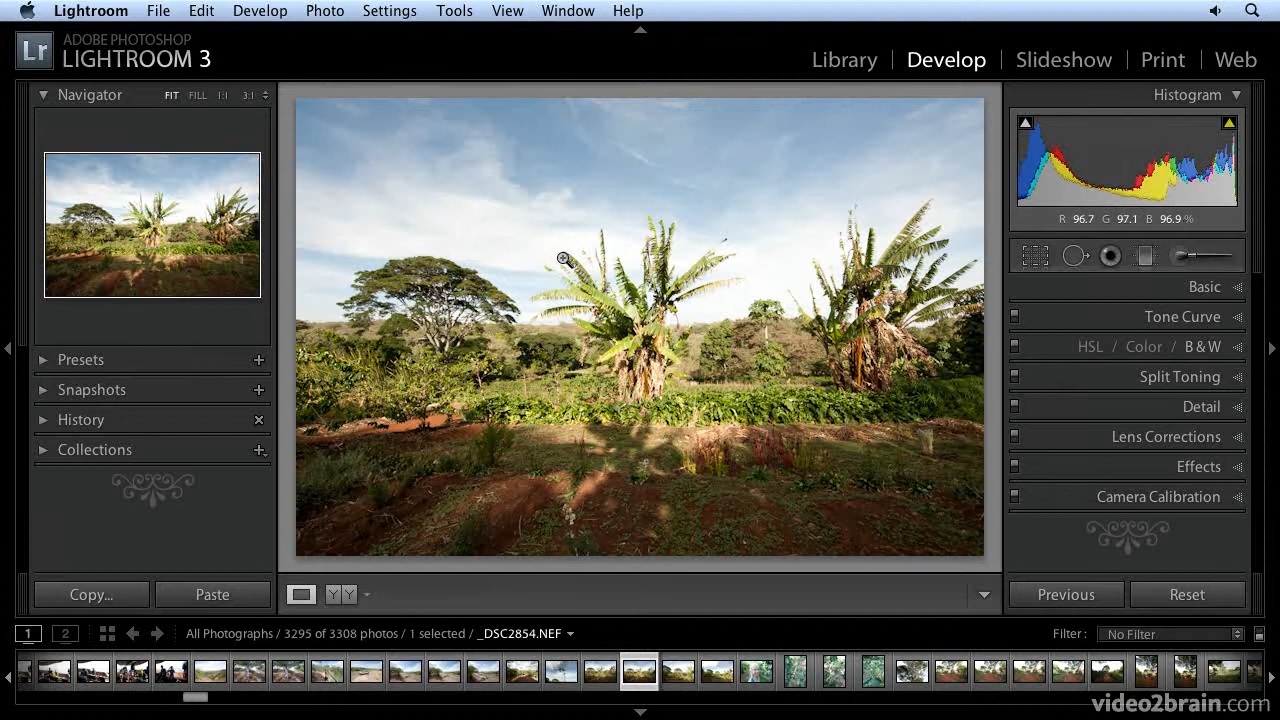 Lightroom File Edit Develop Photo Settings Tools View Window Help
Lr ADOBE PHOTOSHOP
LIGHTROOM 3
Library Develop Slideshow Print Web
Navigator FIT FILL 1:1 3:1
Histogram
R 96.7 G 97.1 B 96.9 %
Basic
Tone Curve
HSL / Color / B&W
Split Toning
Detail
Lens Corrections
Effects
Camera Calibration
Presets
Snapshots
History
Collections
Copy... Paste
YY
Previous Reset
1 2 All Photographs / 3295 of 3308 photos / 1 selected / _DSC2854.NEF
Filter: No Filter
video2brain.com